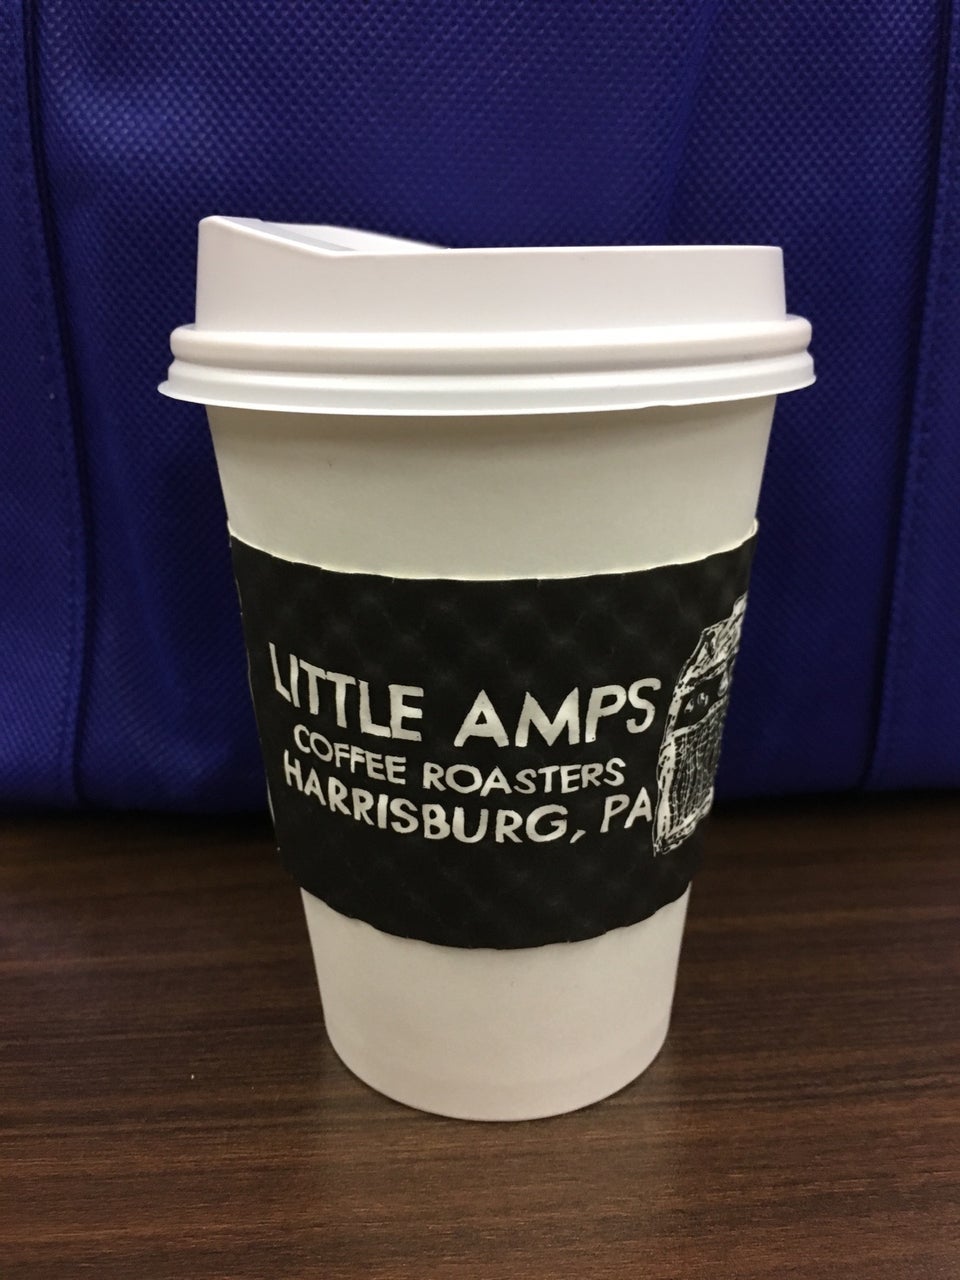 LITTLE AMPS
COFFEE ROASTERS
HARRISBURG, PA